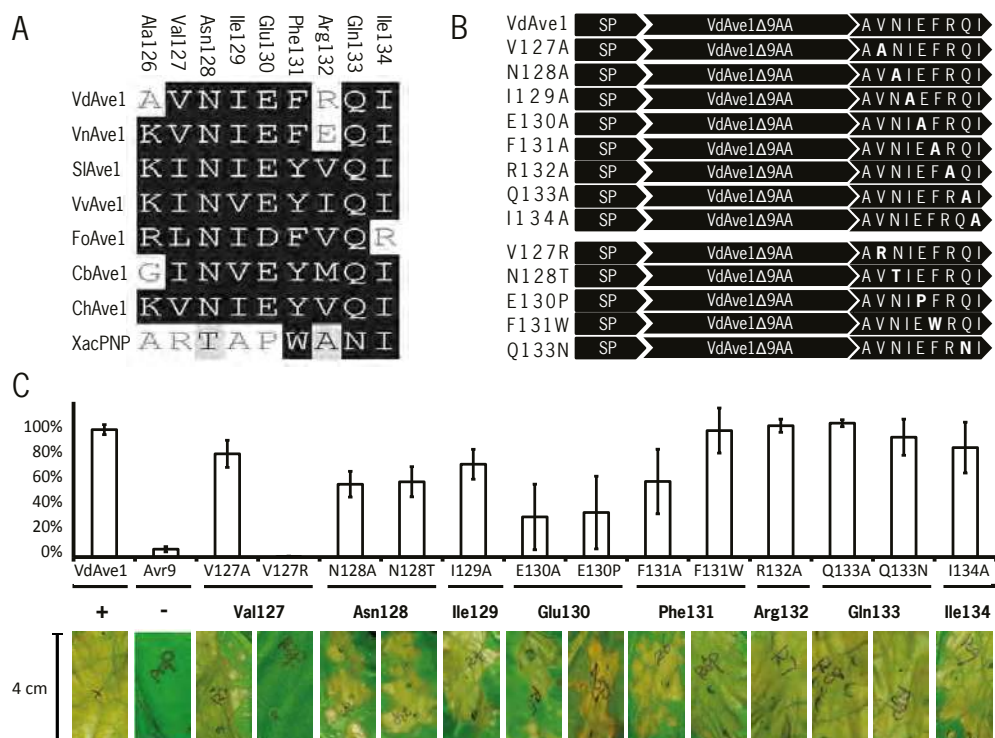 A
Ala126 Val127 Asn128 Ile129 Glu130 Phe131 Arg132 Gln133 Ile134
VdAve1 A V N I E F R Q I
VnAve1 K V N I E F E Q I
SlAve1 K I N I E Y V Q I
VvAve1 K I N V E Y I Q I
FoAve1 R L N I D F V Q R
CbAve1 G I N V E Y M Q I
ChAve1 K V N I E Y V Q I
XacPNP A R T A P W A N I
B
VdAve1 SP VdAve1Δ9AA A V N I E F R Q I
V127A SP VdAve1Δ9AA A A N I E F R Q I
N128A SP VdAve1Δ9AA A V A I E F R Q I
I129A SP VdAve1Δ9AA A V N A E F R Q I
E130A SP VdAve1Δ9AA A V N I A F R Q I
F131A SP VdAve1Δ9AA A V N I E A R Q I
R132A SP VdAve1Δ9AA A V N I E F A Q I
Q133A SP VdAve1Δ9AA A V N I E F R A I
I134A SP VdAve1Δ9AA A V N I E F R Q A
V127R SP VdAve1Δ9AA A R N I E F R Q I
N128T SP VdAve1Δ9AA A V T I E F R Q I
E130P SP VdAve1Δ9AA A V N I P F R Q I
F131W SP VdAve1Δ9AA A V N I E W R Q I
Q133N SP VdAve1Δ9AA A V N I E F R N I
C
100%
80%
60%
40%
20%
0%
VdAve1 Avr9 V127A V127R N128A N128T I129A E130A E130P F131A F131W R132A Q133A Q133N I134A
+ - Val127 Asn128 Ile129 Glu130 Phe131 Arg132 Gln133 Ile134
4 cm